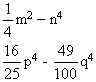 1/4 m² − n⁴
16/25 p⁴ - 49/100 q⁴